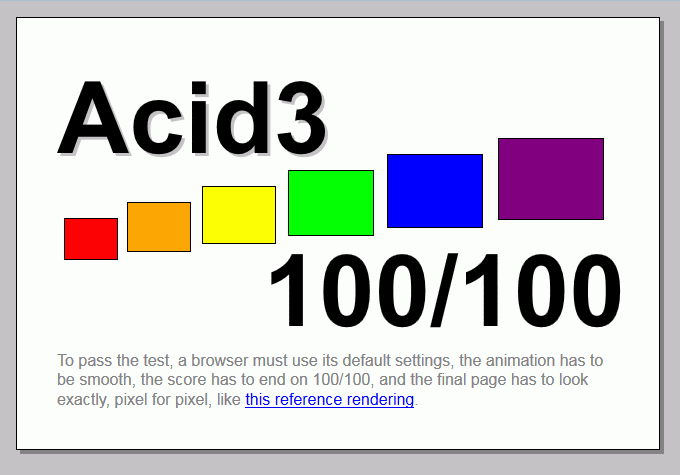 Acid3
100/100
To pass the test, a browser must use its default settings, the animation has to
be smooth, the score has to end on 100/100, and the final page has to look
exactly, pixel for pixel, like this reference rendering.